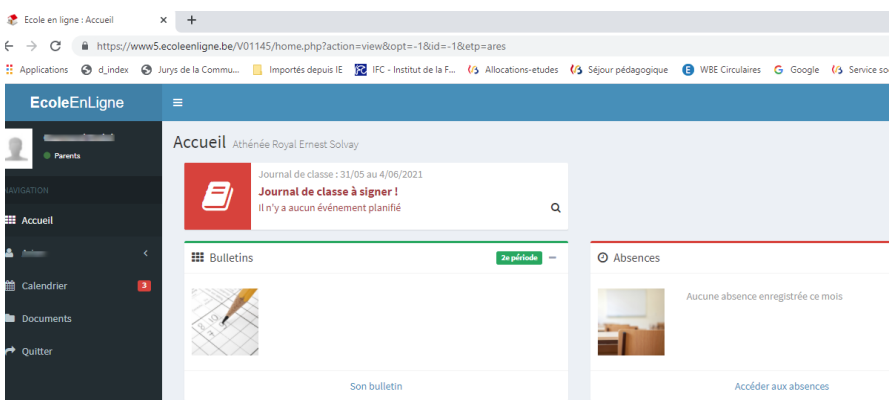 Ecole en ligne : Accueil
https://www5.ecoleenligne.be/V01145/home.php?action=view&opt=-1&id=-1&etp=ares
Applications d_index Jurys de la Commu... Importés depuis IE IFC - Institut de la F... Allocations-etudes Séjour pédagogique WBE Circulaires Google Service so
EcoleEnLigne
Parents
NAVIGATION
Accueil
Calendrier 3
Documents
Quitter
Accueil Athénée Royal Ernest Solvay
Journal de classe : 31/05 au 4/06/2021
Journal de classe à signer !
Il n'y a aucun événement planifié
Bulletins 2e période
Son bulletin
Absences
Aucune absence enregistrée ce mois
Accéder aux absences